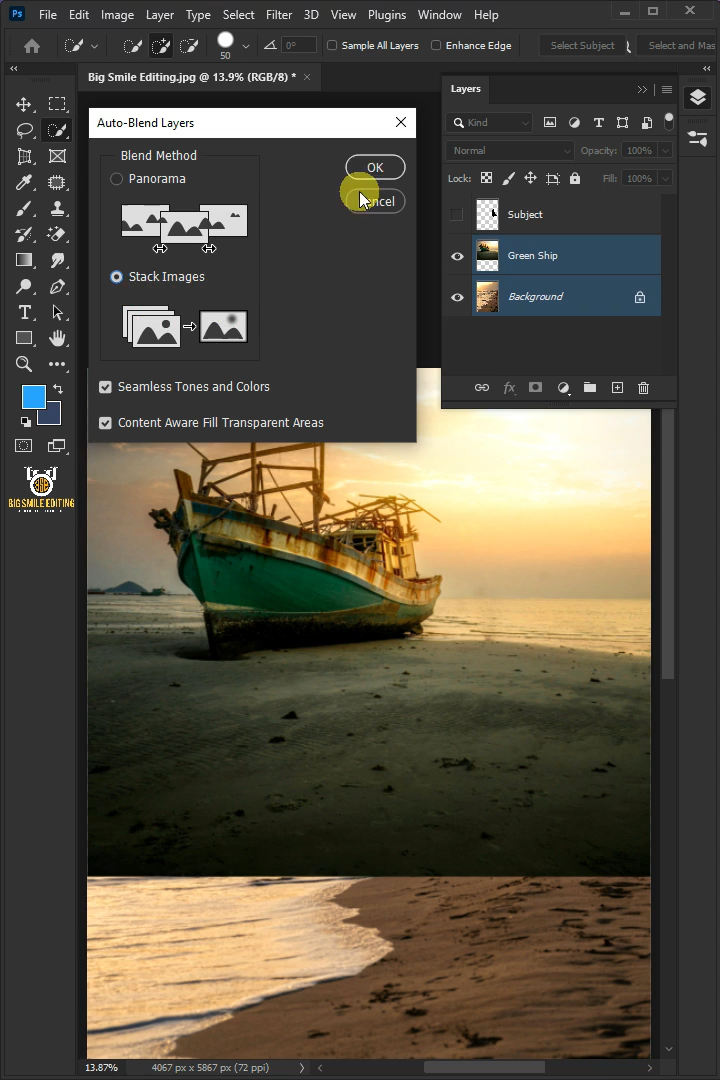 Ps File Edit Image Layer Type Select Filter 3D View Plugins Window Help
50 0° Sample All Layers Enhance Edge Select Subject Select and Mas
Big Smile Editing.jpg @ 13.9% (RGB/8) *
Layers
Kind
Normal Opacity: 100%
Lock: Fill: 100%
Subject
Green Ship
Background
fx
Auto-Blend Layers
Blend Method
Panorama
Stack Images
OK
Cancel
Seamless Tones and Colors
Content Aware Fill Transparent Areas
BIG SMILE EDITING
13.87% 4067 px x 5867 px (72 ppi)